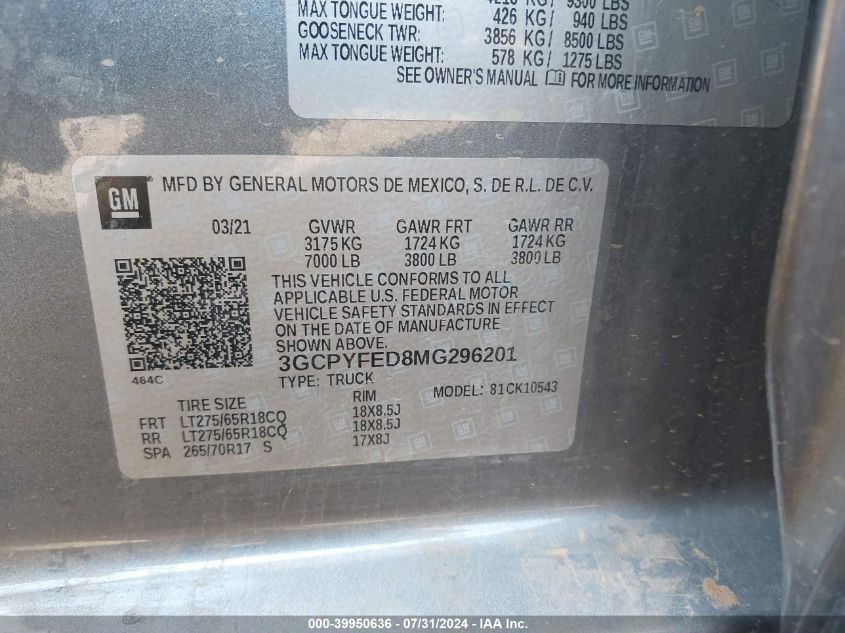 9300 LBS
MAX TONGUE WEIGHT: 426 KG/ 940 LBS
GOOSENECK TWR: 3856 KG/ 8500 LBS
MAX TONGUE WEIGHT: 578 KG/ 1275 LBS
SEE OWNER'S MANUAL FOR MORE INFORMATION
GM
MFD BY GENERAL MOTORS DE MEXICO, S. DE R.L. DE C.V.
03/21 GVWR GAWR FRT GAWR RR
3175 KG 1724 KG 1724 KG
7000 LB 3800 LB 3800 LB
THIS VEHICLE CONFORMS TO ALL
APPLICABLE U.S. FEDERAL MOTOR
VEHICLE SAFETY STANDARDS IN EFFECT
ON THE DATE OF MANUFACTURE
SHOWN ABOVE.
3GCPYFED8MG296201
464C
TYPE: TRUCK MODEL: 81CK10543
TIRE SIZE RIM
FRT LT275/65R18CQ 18X8.5J
RR LT275/65R18CQ 18X8.5J
SPA 265/70R17 S 17X8J
000-39950636 - 07/31/2024 - IAA Inc.